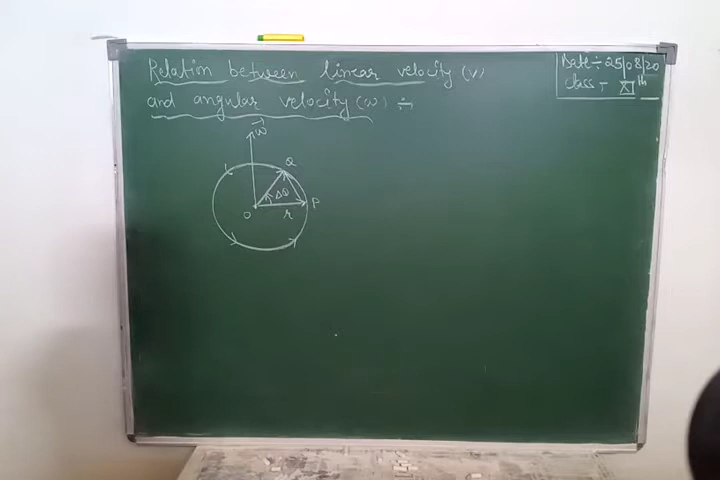 Relation between linear velocity (v)
and angular velocity (ω) ÷
Date ÷ 25/08/20
Class ÷ XIth
ω⃗
Q
Δθ
O
r
P